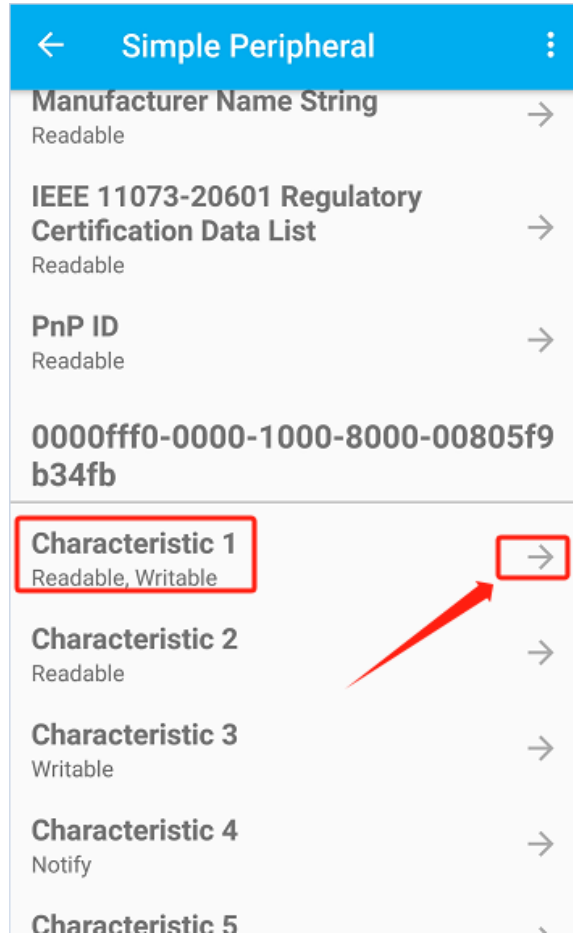 Simple Peripheral
Manufacturer Name String
Readable
IEEE 11073-20601 Regulatory
Certification Data List
Readable
PnP ID
Readable
0000fff0-0000-1000-8000-00805f9
b34fb
Characteristic 1
Readable, Writable
Characteristic 2
Readable
Characteristic 3
Writable
Characteristic 4
Notify
Characteristic 5